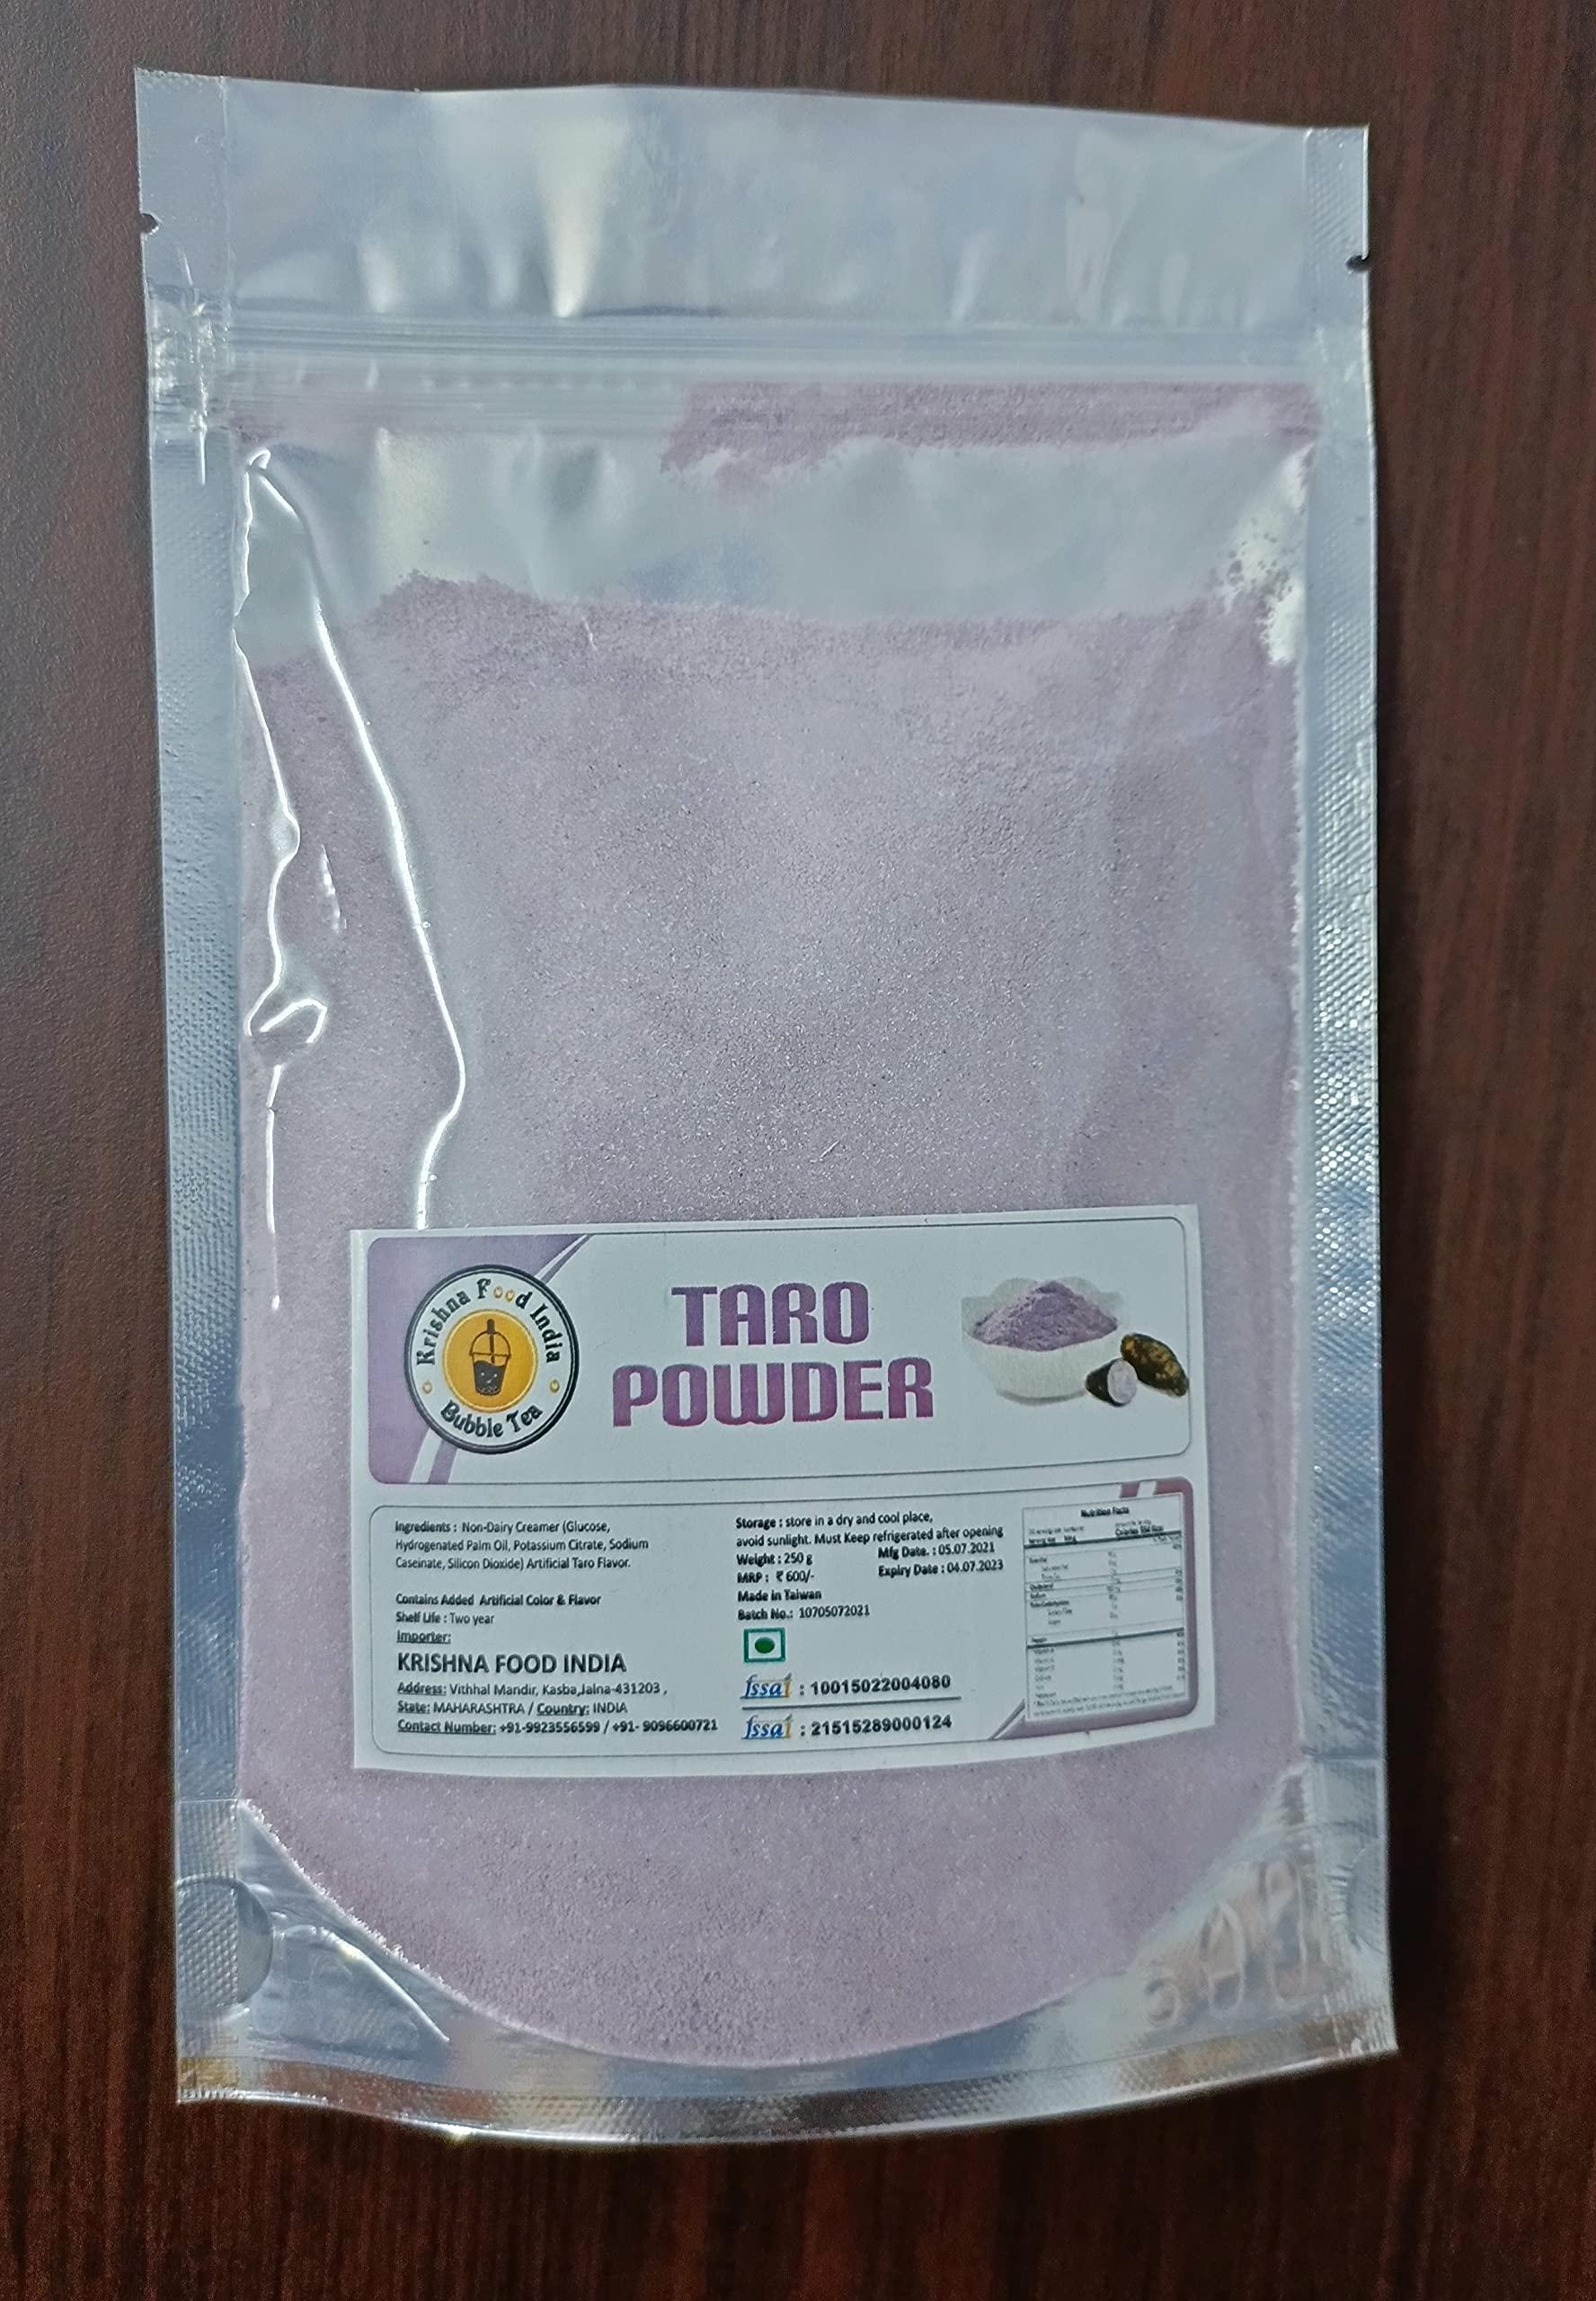 Krishna Food India
Bubble Tea
TARO
POWDER
Ingredients : Non-Dairy Creamer (Glucose,
Hydrogenated Palm Oil, Potassium Citrate, Sodium
Caseinate, Silicon Dioxide) Artificial Taro Flavor.
Contains Added Artificial Color & Flavor
Shelf Life : Two year
Importer:
KRISHNA FOOD INDIA
Address: Vithhal Mandir, Kasba,Jalna-431203 ,
State: MAHARASHTRA / Country: INDIA
Contact Number: +91-9923556599 / +91- 9096600721
Storage : store in a dry and cool place,
avoid sunlight. Must Keep refrigerated after opening
Weight : 250 g Mfg Date. : 05.07.2021
MRP : ₹ 600/- Expiry Date : 04.07.2023
Made in Taiwan
Batch No.: 10705072021
fssai : 10015022004080
fssai : 21515289000124
Nutrition Facts